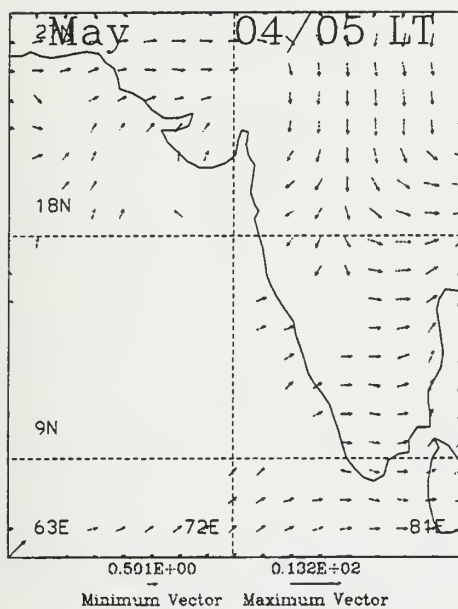 May 04/05 LT
18N
9N
63E 72E 81E
0.501E+00 0.132E+02
Minimum Vector Maximum Vector